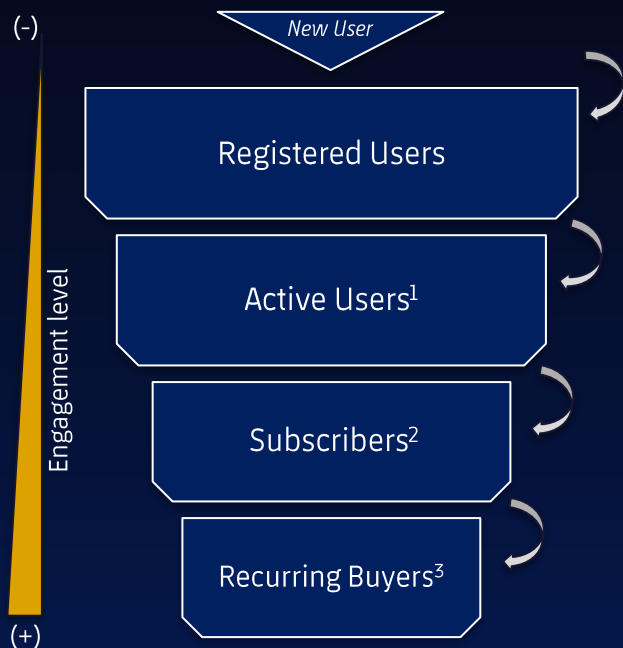 (-)
New User
Registered Users
Active Users¹
Engagement level
Subscribers²
Recurring Buyers³
(+)